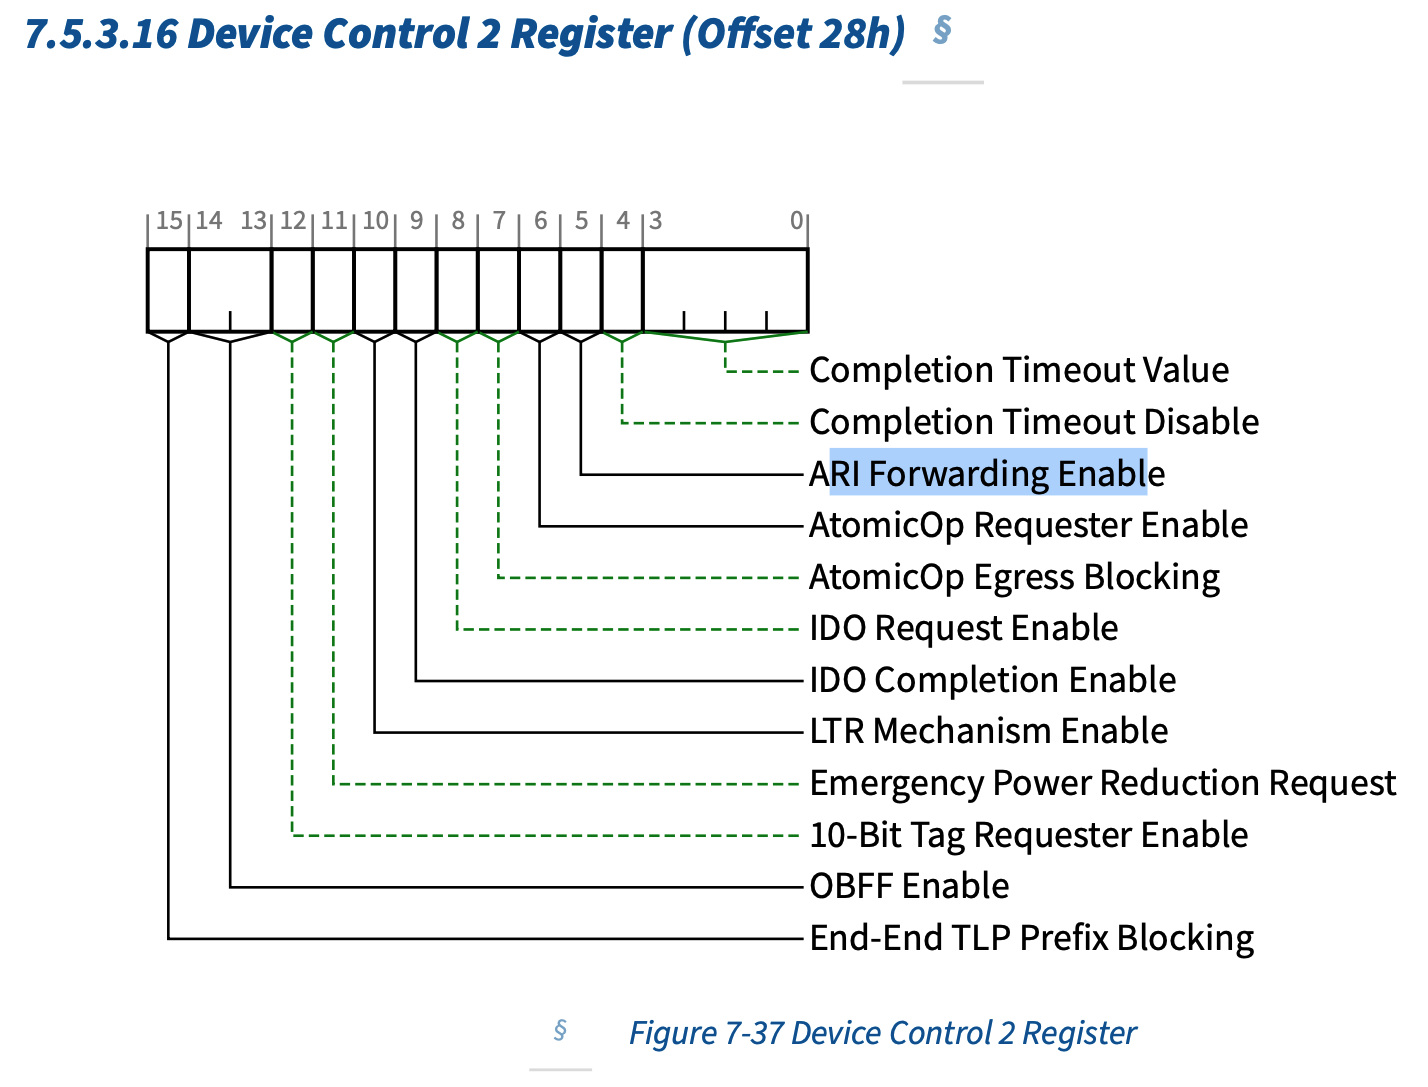 7.5.3.16 Device Control 2 Register (Offset 28h) §
15 14 13 12 11 10 9 8 7 6 5 4 3 0
Completion Timeout Value
Completion Timeout Disable
ARI Forwarding Enable
AtomicOp Requester Enable
AtomicOp Egress Blocking
IDO Request Enable
IDO Completion Enable
LTR Mechanism Enable
Emergency Power Reduction Request
10-Bit Tag Requester Enable
OBFF Enable
End-End TLP Prefix Blocking
§ Figure 7-37 Device Control 2 Register